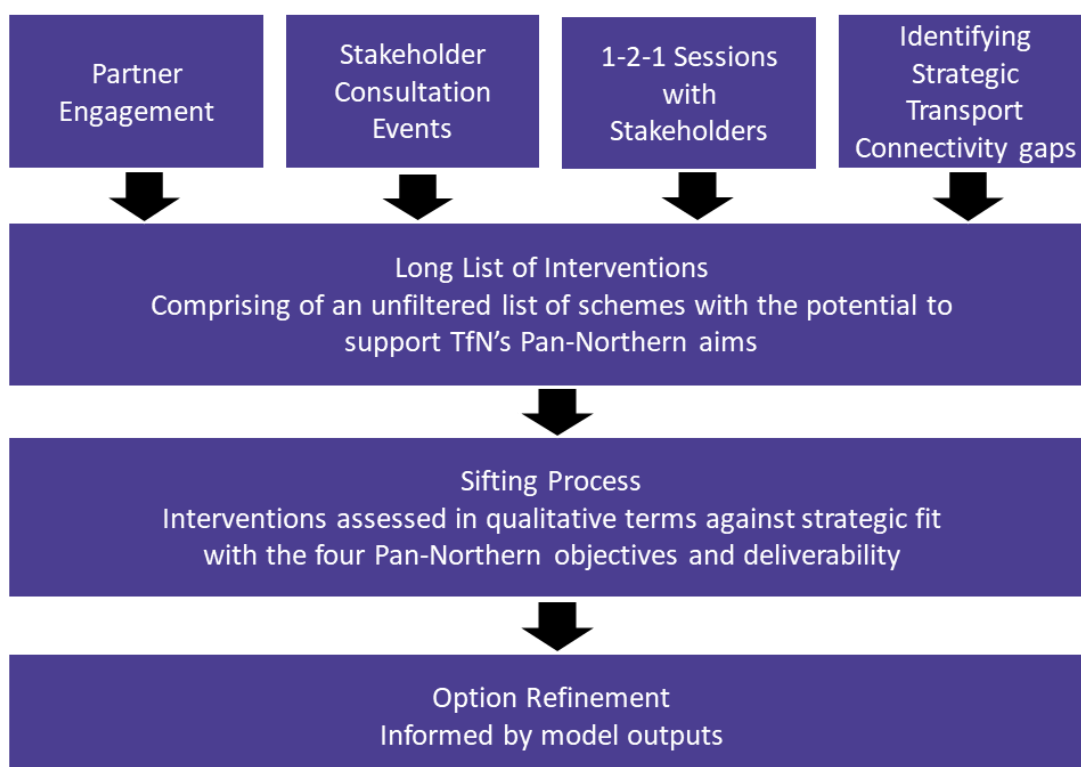 Partner
Engagement
Stakeholder
Consultation
Events
1-2-1 Sessions
with
Stakeholders
Identifying
Strategic
Transport
Connectivity gaps
Long List of Interventions
Comprising of an unfiltered list of schemes with the potential to
support TfN’s Pan-Northern aims
Sifting Process
Interventions assessed in qualitative terms against strategic fit
with the four Pan-Northern objectives and deliverability
Option Refinement
Informed by model outputs